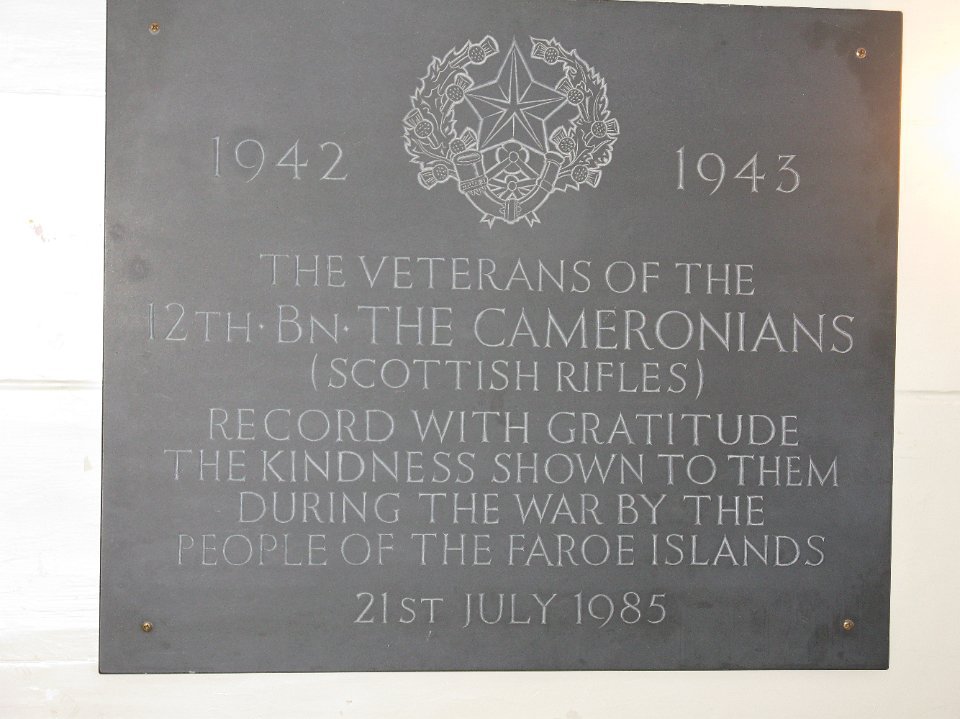 1942 1943
THE VETERANS OF THE
12TH · BN · THE CAMERONIANS
(SCOTTISH RIFLES)
RECORD WITH GRATITUDE
THE KINDNESS SHOWN TO THEM
DURING THE WAR BY THE
PEOPLE OF THE FAROE ISLANDS
21ST JULY 1985